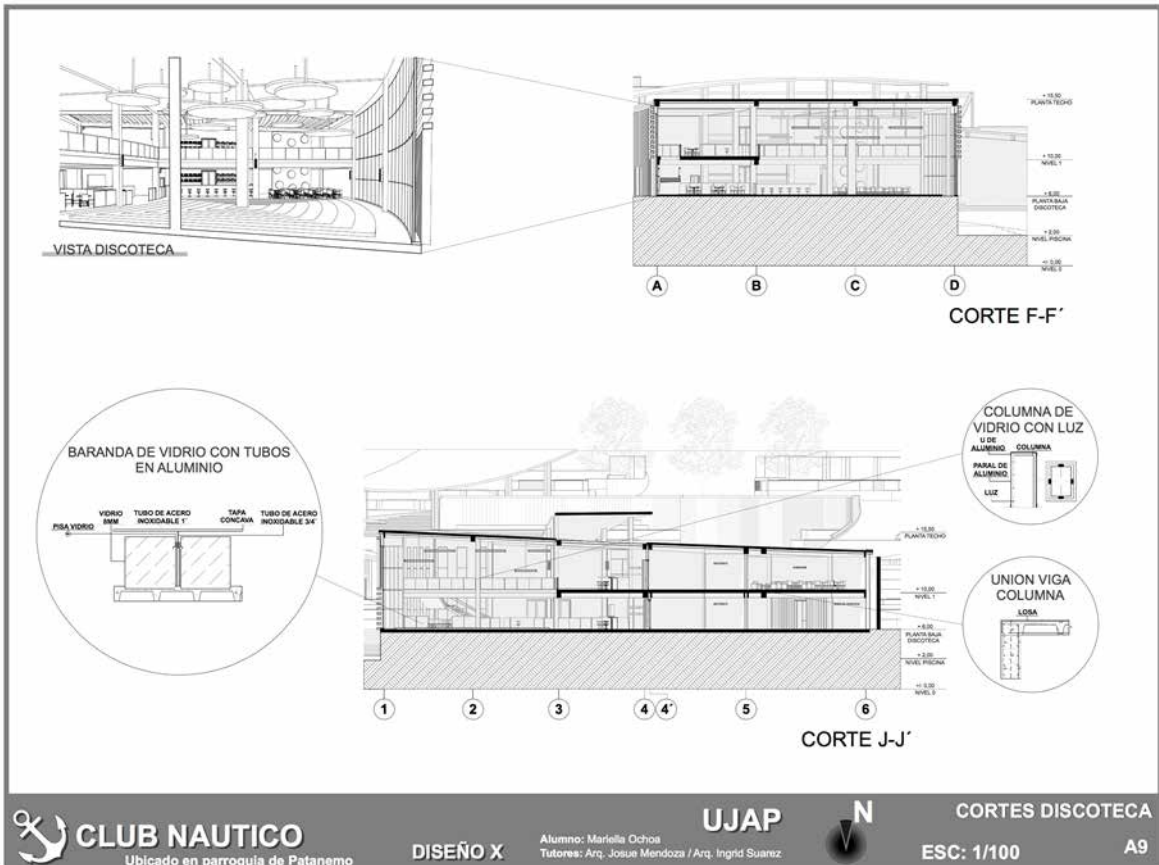 VISTA DISCOTECA
+ 15,50
PLANTA TECHO
+ 10,00
NIVEL 1
+ 6,00
PLANTA BAJA
DISCOTECA
+ 2,00
NIVEL PISCINA
+/- 0,00
NIVEL 0
A
B
C
D
CORTE F-F´
BARANDA DE VIDRIO CON TUBOS
EN ALUMINIO
PISA VIDRIO
VIDRIO
8MM
TUBO DE ACERO
INOXIDABLE 1´
TAPA
CONCAVA
TUBO DE ACERO
INOXIDABLE 3/4´
COLUMNA DE
VIDRIO CON LUZ
U DE
ALUMINIO
COLUMNA
PARAL DE
ALUMINIO
LUZ
UNION VIGA
COLUMNA
LOSA
+ 15,50
PLANTA TECHO
+ 10,00
NIVEL 1
+ 6,00
PLANTA BAJA
DISCOTECA
+ 2,00
NIVEL PISCINA
+/- 0,00
NIVEL 0
1
2
3
4
4´
5
6
CORTE J-J´
CLUB NAUTICO
Ubicado en parroquia de Patanemo
DISEÑO X
UJAP
Alumno: Mariella Ochoa
Tutores: Arq. Josue Mendoza / Arq. Ingrid Suarez
N
CORTES DISCOTECA
ESC: 1/100
A9